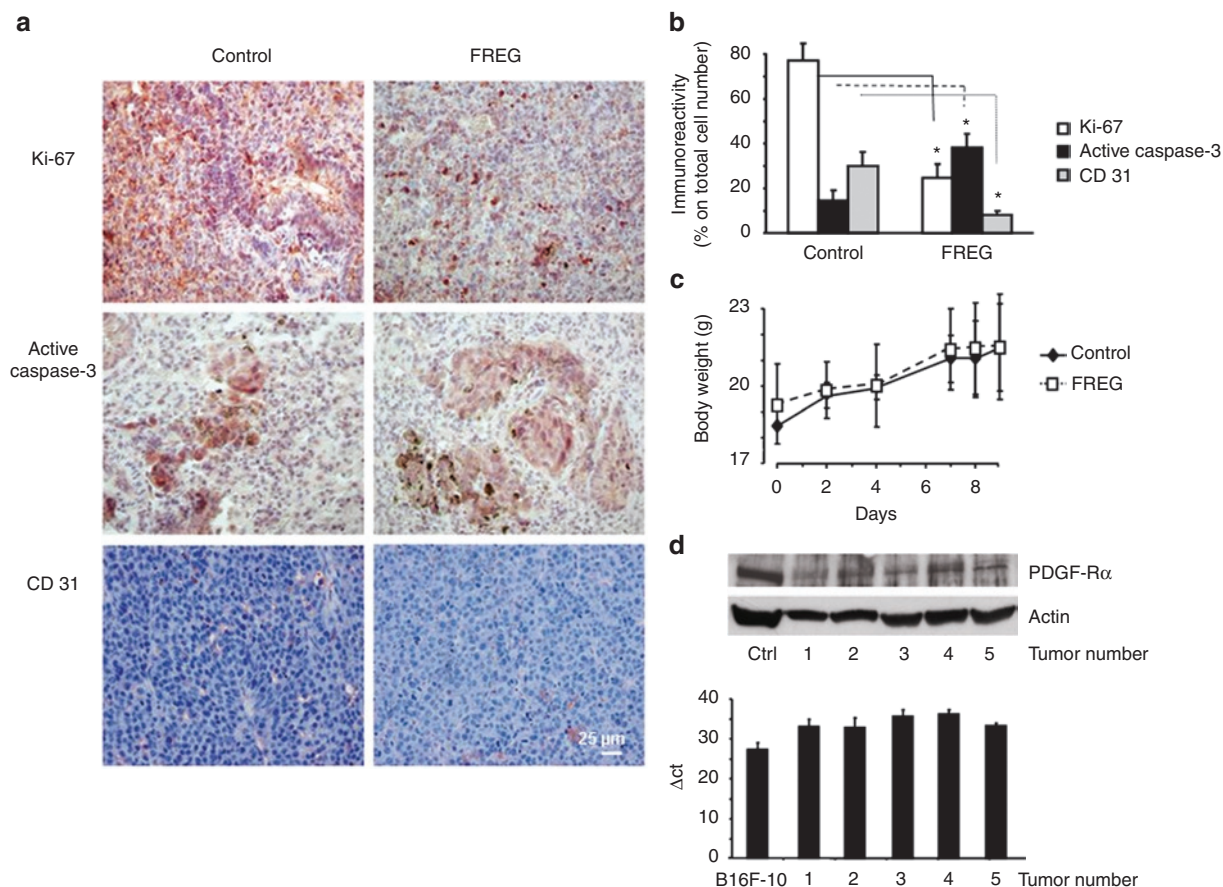 a
Control
FREG
Ki-67
Active
caspase-3
CD 31
25 µm
b
Immunoreactivity
(% on totoal cell number)
80
60
40
20
0
*
*
*
Control
FREG
Ki-67
Active caspase-3
CD 31
c
Body weight (g)
23
20
17
0 2 4 6 8
Days
Control
FREG
d
PDGF-Rα
Actin
Ctrl 1 2 3 4 5 Tumor number
Δct
40
30
20
10
0
B16F-10 1 2 3 4 5 Tumor number